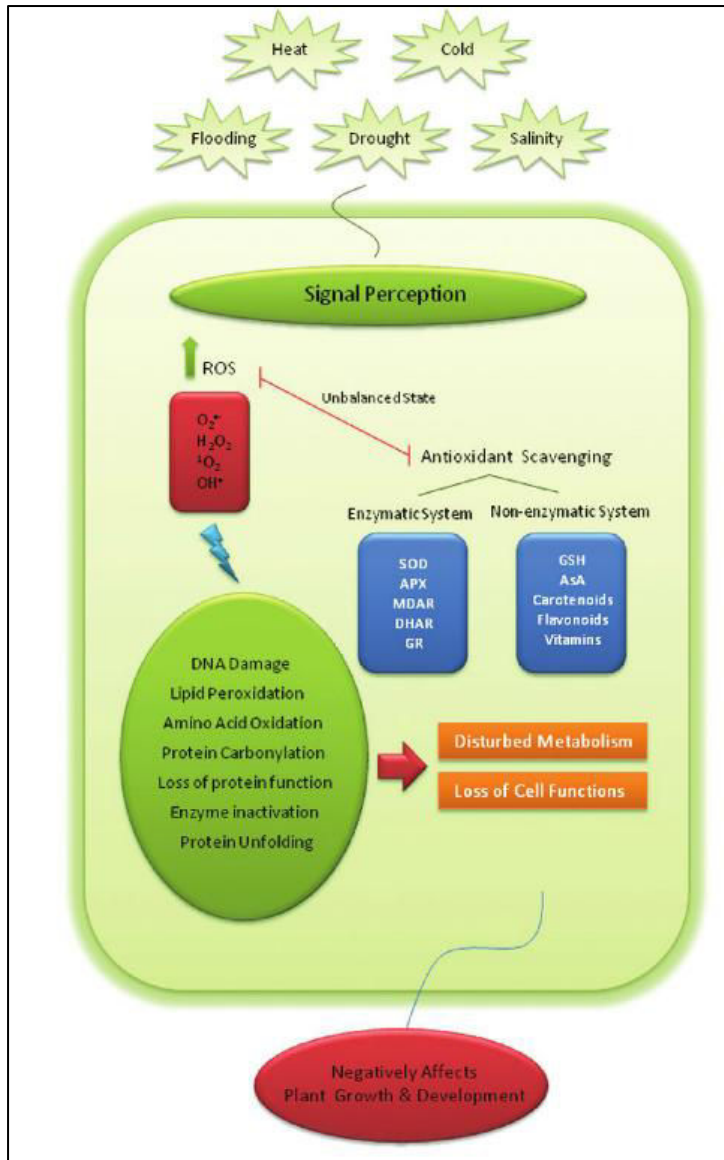 Heat
Cold
Flooding
Drought
Salinity
Signal Perception
ROS
O₂•⁻
H₂O₂
¹O₂
OH•
Unbalanced State
Antioxidant Scavenging
Enzymatic System
Non-enzymatic System
SOD
APX
MDAR
DHAR
GR
GSH
AsA
Carotenoids
Flavonoids
Vitamins
DNA Damage
Lipid Peroxidation
Amino Acid Oxidation
Protein Carbonylation
Loss of protein function
Enzyme inactivation
Protein Unfolding
Disturbed Metabolism
Loss of Cell Functions
Negatively Affects
Plant Growth & Development